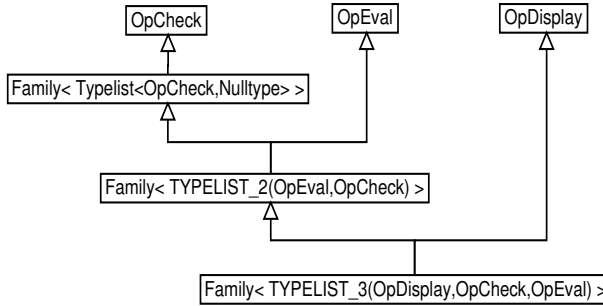 OpCheck
OpEval
OpDisplay
Family< Typelist<OpCheck,Nulltype> >
Family< TYPELIST_2(OpEval,OpCheck) >
Family< TYPELIST_3(OpDisplay,OpCheck,OpEval) >